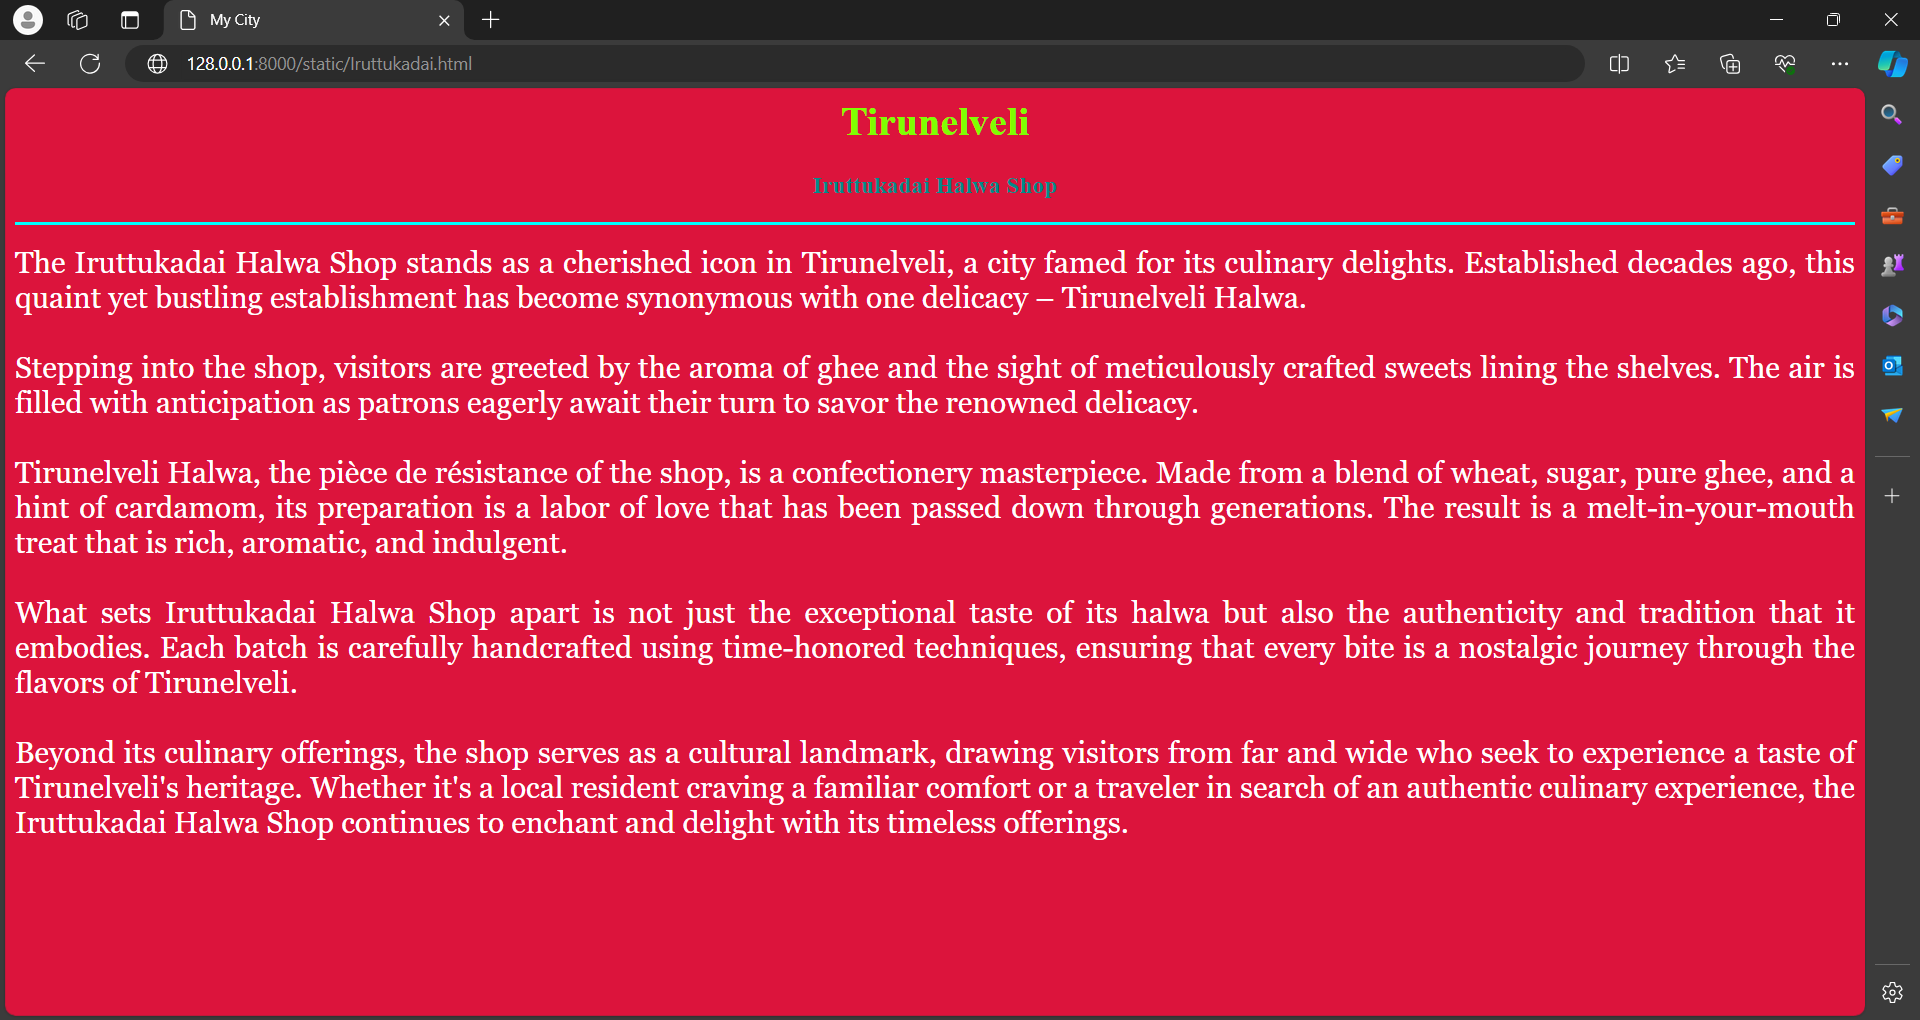 My City
128.0.0.1:8000/static/Iruttukadai.html
Tirunelveli
Iruttukadai Halwa Shop
The Iruttukadai Halwa Shop stands as a cherished icon in Tirunelveli, a city famed for its culinary delights. Established decades ago, this
quaint yet bustling establishment has become synonymous with one delicacy – Tirunelveli Halwa.
Stepping into the shop, visitors are greeted by the aroma of ghee and the sight of meticulously crafted sweets lining the shelves. The air is
filled with anticipation as patrons eagerly await their turn to savor the renowned delicacy.
Tirunelveli Halwa, the pièce de résistance of the shop, is a confectionery masterpiece. Made from a blend of wheat, sugar, pure ghee, and a
hint of cardamom, its preparation is a labor of love that has been passed down through generations. The result is a melt-in-your-mouth
treat that is rich, aromatic, and indulgent.
What sets Iruttukadai Halwa Shop apart is not just the exceptional taste of its halwa but also the authenticity and tradition that it
embodies. Each batch is carefully handcrafted using time-honored techniques, ensuring that every bite is a nostalgic journey through the
flavors of Tirunelveli.
Beyond its culinary offerings, the shop serves as a cultural landmark, drawing visitors from far and wide who seek to experience a taste of
Tirunelveli's heritage. Whether it's a local resident craving a familiar comfort or a traveler in search of an authentic culinary experience, the
Iruttukadai Halwa Shop continues to enchant and delight with its timeless offerings.